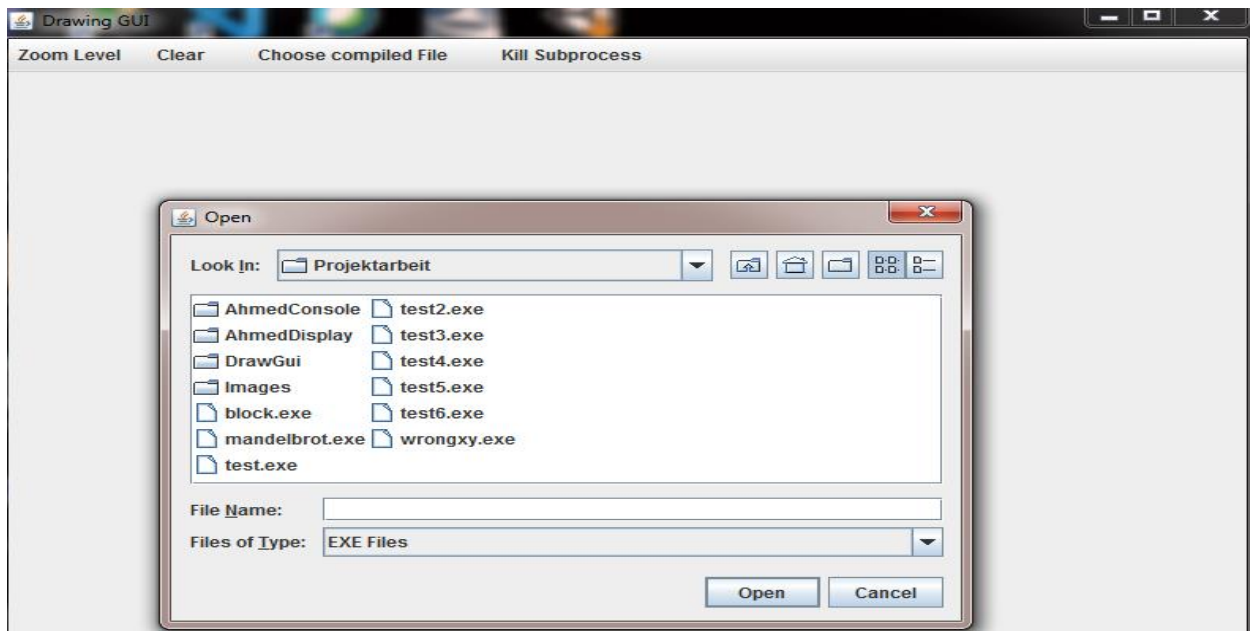 Drawing GUI
Zoom Level Clear Choose compiled File Kill Subprocess
Open
Look In: Projektarbeit
AhmedConsole test2.exe
AhmedDisplay test3.exe
DrawGui test4.exe
Images test5.exe
block.exe test6.exe
mandelbrot.exe wrongxy.exe
test.exe
File Name:
Files of Type: EXE Files
Open Cancel